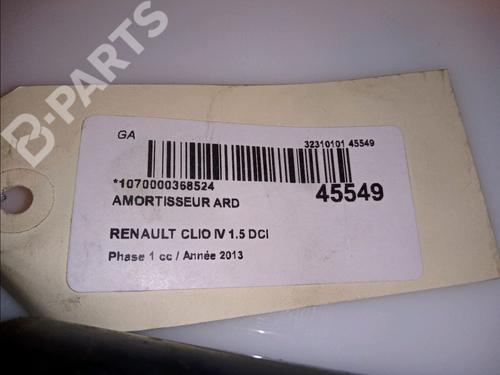 B-PARTS
GA
32310101 45549
*1070000368524
45549
AMORTISSEUR ARD
RENAULT CLIO IV 1.5 DCI
Phase 1 cc / Année 2013